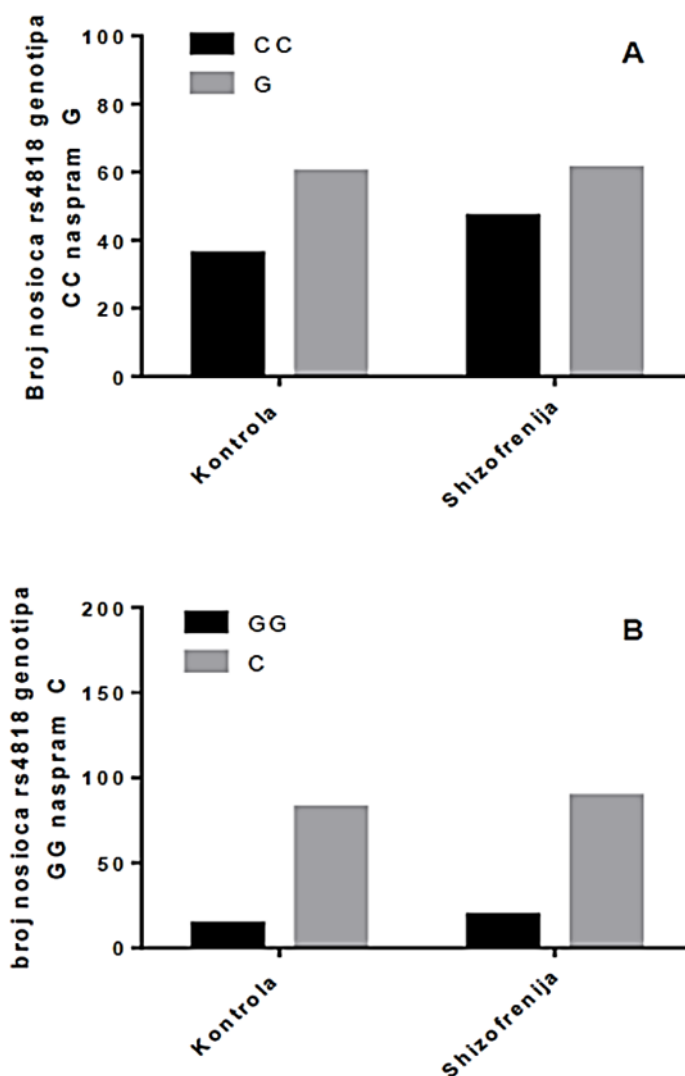 Broj nosioca rs4818 genotipa
CC naspram G
100
80
60
40
20
0
CC
G
A
Kontrola
Shizofrenija
broj nosioca rs4818 genotipa
GG naspram C
200
150
100
50
0
GG
C
B
Kontrola
Shizofrenija